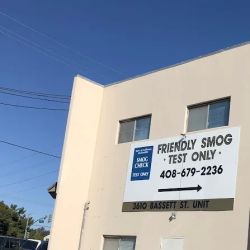 FRIENDLY SMOG
TEST ONLY
SMOG
CHECK
TEST ONLY
408-679-2236
3610 BASSETT ST. UNIT